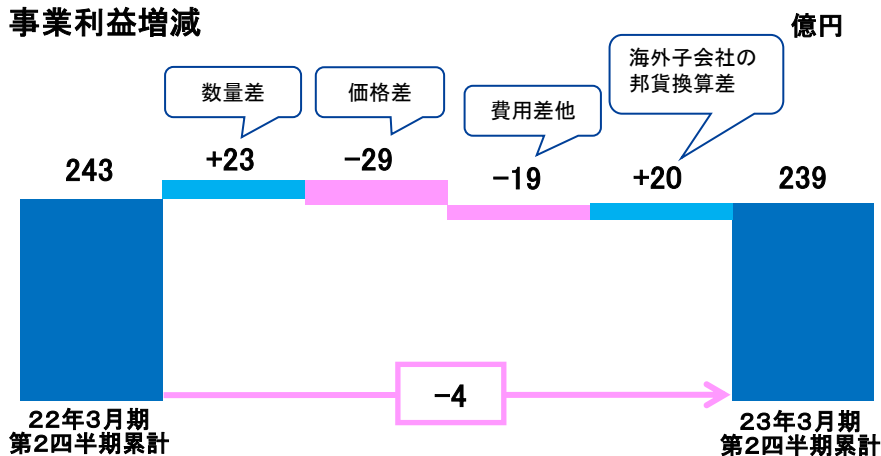 事業利益増減
億円
数量差
価格差
費用差他
海外子会社の
邦貨換算差
243
+23
-29
-19
+20
239
-4
22年3月期
第2四半期累計
23年3月期
第2四半期累計